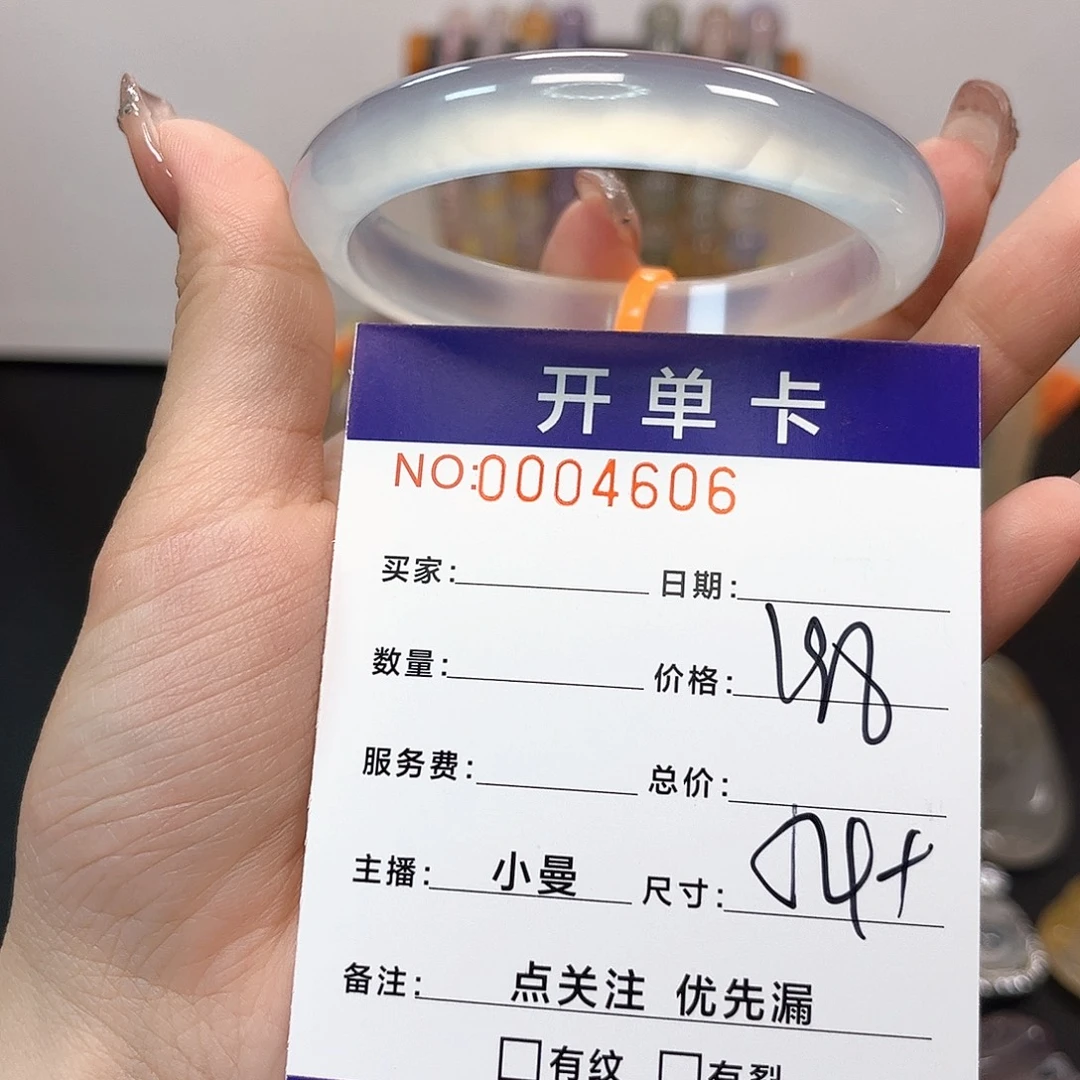 开单卡
NO:0004606
买家: 日期:
数量: 价格:
服务费: 总价:
主播: 小曼 尺寸:
备注: 点关注 优先漏
□有纹 □有裂